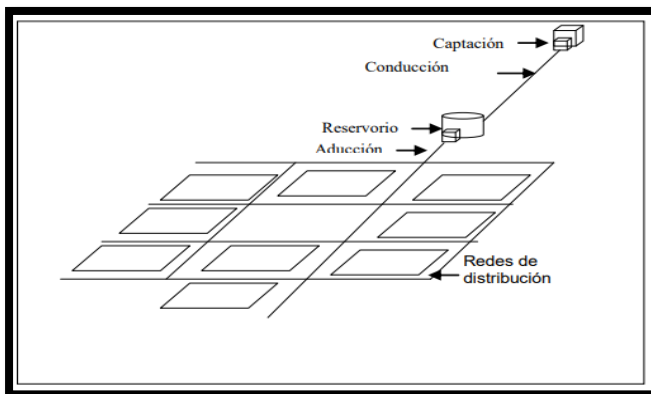 Captación
Conducción
Reservorio
Aducción
Redes de
distribución